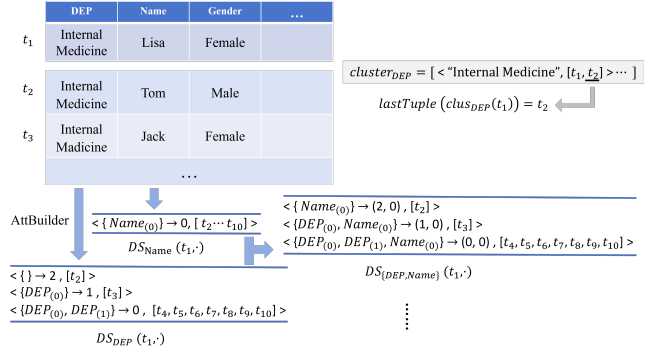 DEP Name Gender ...
t₁ Internal Medicine Lisa Female
t₂ Internal Medicine Tom Male
t₃ Internal Madicine Jack Female
...
cluster_DEP = [ < “Internal Medicine”, [t₁, t₂] > ⋯ ]
lastTuple (clus_DEP(t₁)) = t₂
AttBuilder
< { Name₍₀₎} → 0, [ t₂ ⋯ t₁₀] >
DS_Name (t₁,·)
< { } → 2 , [t₂] >
< {DEP₍₀₎} → 1 , [t₃] >
< {DEP₍₀₎, DEP₍₁₎} → 0 , [t₄, t₅, t₆, t₇, t₈, t₉, t₁₀] >
DS_DEP (t₁,·)
< { Name₍₀₎} → (2, 0) , [t₂] >
< {DEP₍₀₎, Name₍₀₎} → (1, 0) , [t₃] >
< {DEP₍₀₎, DEP₍₁₎, Name₍₀₎} → (0, 0) , [t₄, t₅, t₆, t₇, t₈, t₉, t₁₀] >
DS_{DEP,Name} (t₁,·)